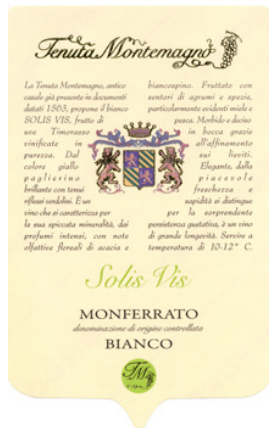 Tenuta Montemagno
La Tenuta Montemagno, antico
casale già presente in documenti
datati 1503, propone il bianco
SOLIS VIS, frutto di
uve Timorasso
vinificate in
purezza. Dal
colore giallo
paglierino
brillante con tenui
riflessi verdolini. È un
vino che si caratterizza per
la sua spiccata mineralità, dai
profumi intensi, con note
olfattive floreali di acacia e
biancospino. Fruttato con
sentori di agrumi e spezie,
particolarmente evidenti miele e
pesca. Morbido e deciso
in bocca grazie
all'affinamento
sui lieviti.
Elegante, dalla
piacevole
freschezza e
sapidità si distingue
per la sorprendente
persistenza gustativa, è un vino
di grande longevità. Servire a
temperatura di 10-12° C.
Solis Vis
MONFERRATO
denominazione di origine controllata
BIANCO
TM